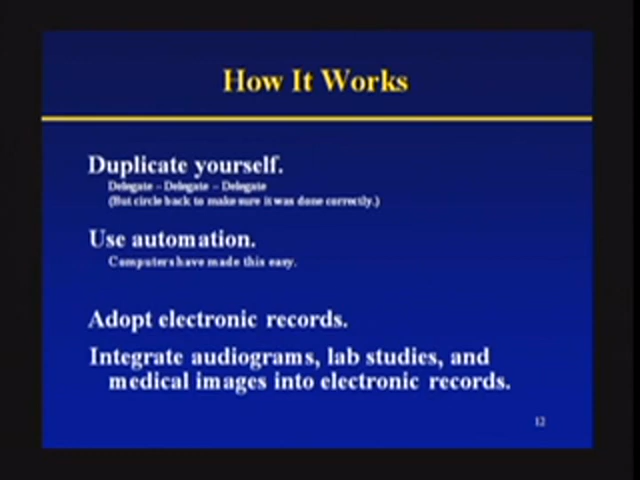 How It Works
Duplicate yourself.
Delegate – Delegate – Delegate
(But circle back to make sure it was done correctly.)
Use automation.
Computers have made this easy.
Adopt electronic records.
Integrate audiograms, lab studies, and
medical images into electronic records.
12